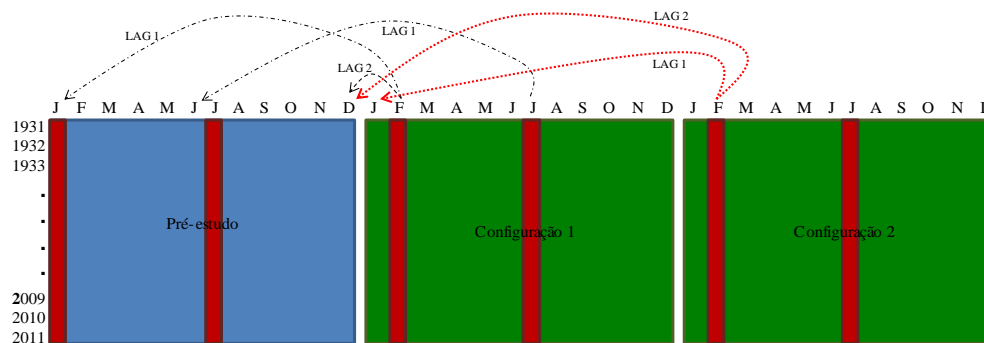 LAG 2
LAG 1
LAG 1
LAG 1
LAG 2
J F M A M J J A S O N D J F M A M J J A S O N D J F M A M J J A S O N D
1931
1932
1933
Pré-estudo
Configuração 1
Configuração 2
2009
2010
2011